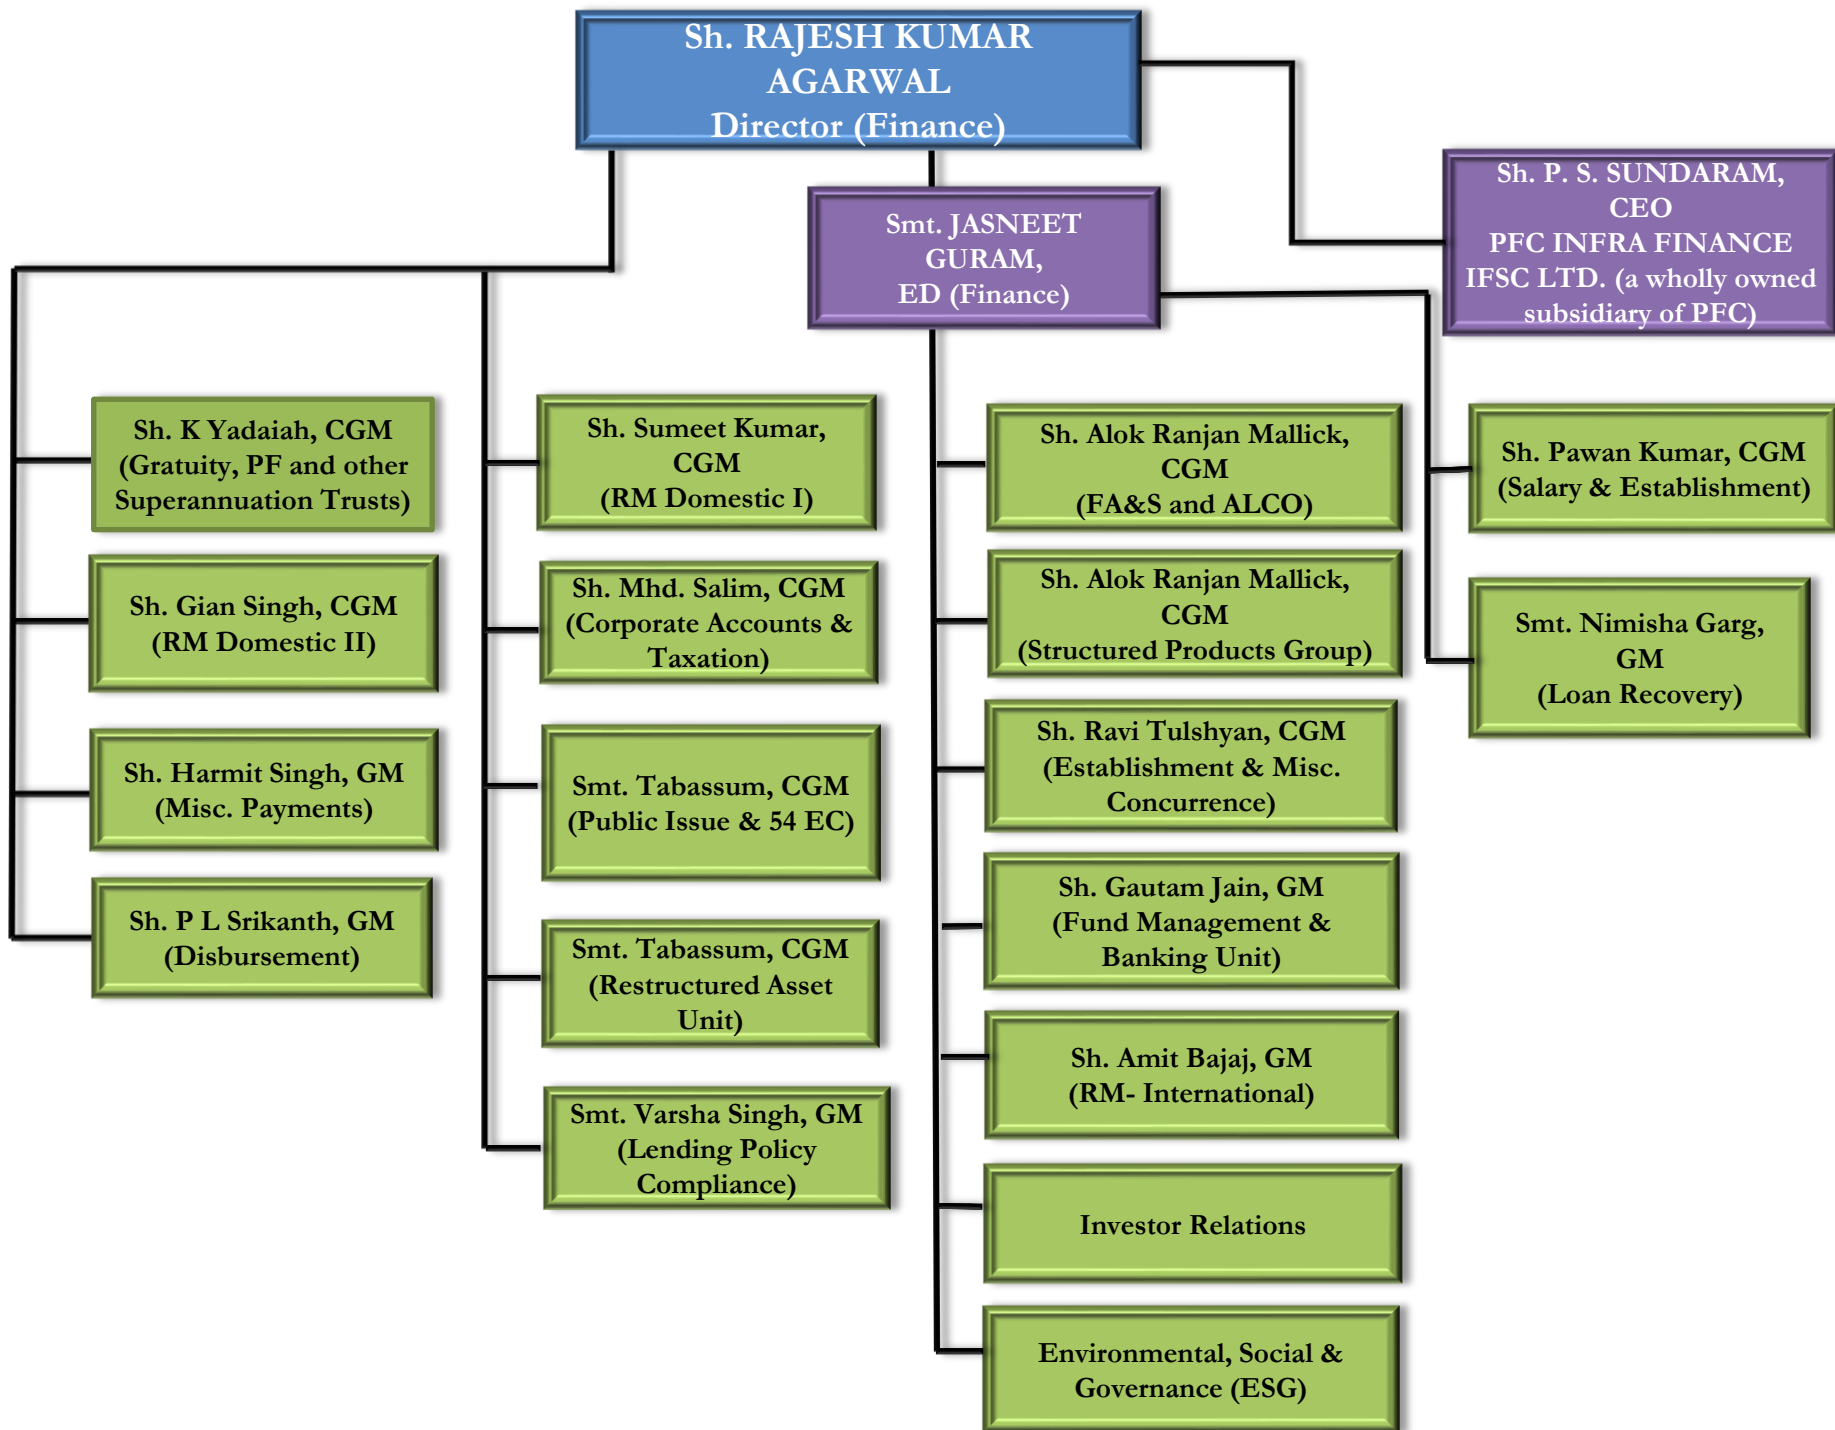 Sh. RAJESH KUMAR
AGARWAL
Director (Finance)
Sh. P. S. SUNDARAM,
CEO
PFC INFRA FINANCE
IFSC LTD. (a wholly owned
subsidiary of PFC)
Smt. JASNEET
GURAM,
ED (Finance)
Sh. K Yadaiah, CGM
(Gratuity, PF and other
Superannuation Trusts)
Sh. Gian Singh, CGM
(RM Domestic II)
Sh. Harmit Singh, GM
(Misc. Payments)
Sh. P L Srikanth, GM
(Disbursement)
Sh. Sumeet Kumar,
CGM
(RM Domestic I)
Sh. Mhd. Salim, CGM
(Corporate Accounts &
Taxation)
Smt. Tabassum, CGM
(Public Issue & 54 EC)
Smt. Tabassum, CGM
(Restructured Asset
Unit)
Smt. Varsha Singh, GM
(Lending Policy
Compliance)
Sh. Alok Ranjan Mallick,
CGM
(FA&S and ALCO)
Sh. Alok Ranjan Mallick,
CGM
(Structured Products Group)
Sh. Ravi Tulshyan, CGM
(Establishment & Misc.
Concurrence)
Sh. Gautam Jain, GM
(Fund Management &
Banking Unit)
Sh. Amit Bajaj, GM
(RM- International)
Investor Relations
Environmental, Social &
Governance (ESG)
Sh. Pawan Kumar, CGM
(Salary & Establishment)
Smt. Nimisha Garg,
GM
(Loan Recovery)